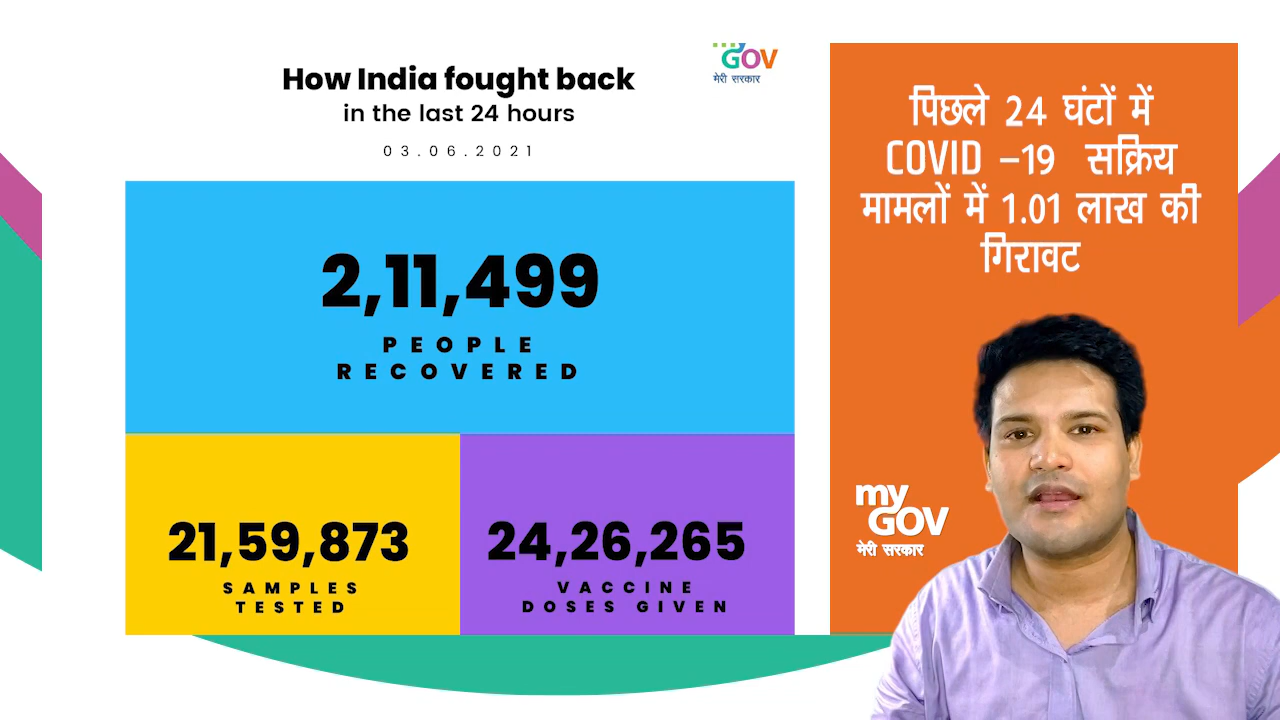 How India fought back
in the last 24 hours
03.06.2021
GOV
मेरी सरकार
2,11,499
PEOPLE
RECOVERED
21,59,873
SAMPLES
TESTED
24,26,265
VACCINE
DOSES GIVEN
पिछले 24 घंटों में
COVID –19 सक्रिय
मामलों में 1.01 लाख की
गिरावट
my
GOV
मेरी सरकार